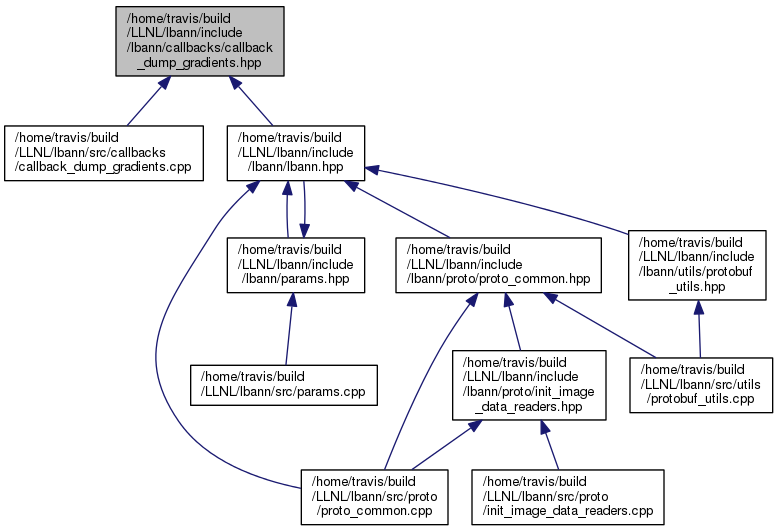 /home/travis/build
/LLNL/lbann/include
/lbann/callbacks/callback
_dump_gradients.hpp
/home/travis/build
/LLNL/lbann/src/callbacks
/callback_dump_gradients.cpp
/home/travis/build
/LLNL/lbann/include
/lbann/lbann.hpp
/home/travis/build
/LLNL/lbann/include
/lbann/params.hpp
/home/travis/build
/LLNL/lbann/include
/lbann/proto/proto_common.hpp
/home/travis/build
/LLNL/lbann/include
/lbann/utils/protobuf
_utils.hpp
/home/travis/build
/LLNL/lbann/src/params.cpp
/home/travis/build
/LLNL/lbann/include
/lbann/proto/init_image
_data_readers.hpp
/home/travis/build
/LLNL/lbann/src/utils
/protobuf_utils.cpp
/home/travis/build
/LLNL/lbann/src/proto
/proto_common.cpp
/home/travis/build
/LLNL/lbann/src/proto
/init_image_data_readers.cpp